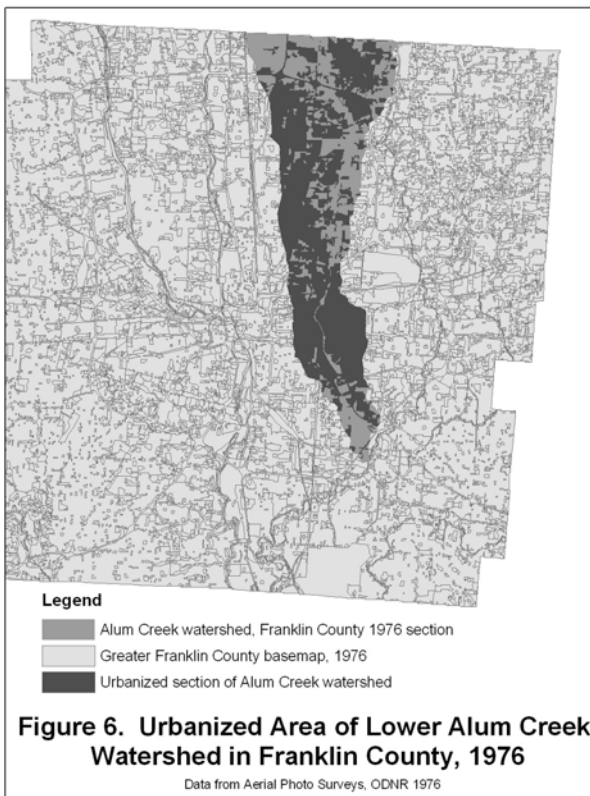 Legend
Alum Creek watershed, Franklin County 1976 section
Greater Franklin County basemap, 1976
Urbanized section of Alum Creek watershed
Figure 6. Urbanized Area of Lower Alum Creek
Watershed in Franklin County, 1976
Data from Aerial Photo Surveys, ODNR 1976